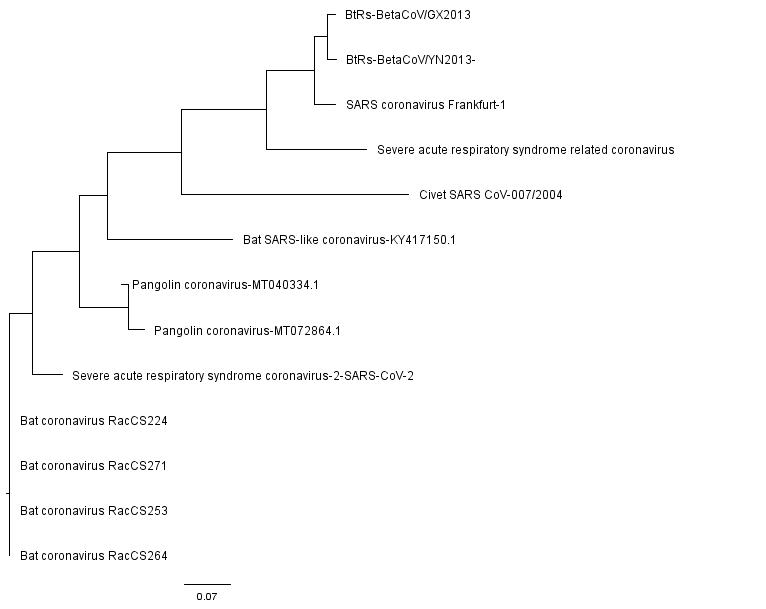 BtRs-BetaCoV/GX2013
BtRs-BetaCoV/YN2013-
SARS coronavirus Frankfurt-1
Severe acute respiratory syndrome related coronavirus
Civet SARS CoV-007/2004
Bat SARS-like coronavirus-KY417150.1
Pangolin coronavirus-MT040334.1
Pangolin coronavirus-MT072864.1
Severe acute respiratory syndrome coronavirus-2-SARS-CoV-2
Bat coronavirus RacCS224
Bat coronavirus RacCS271
Bat coronavirus RacCS253
Bat coronavirus RacCS264
0.07